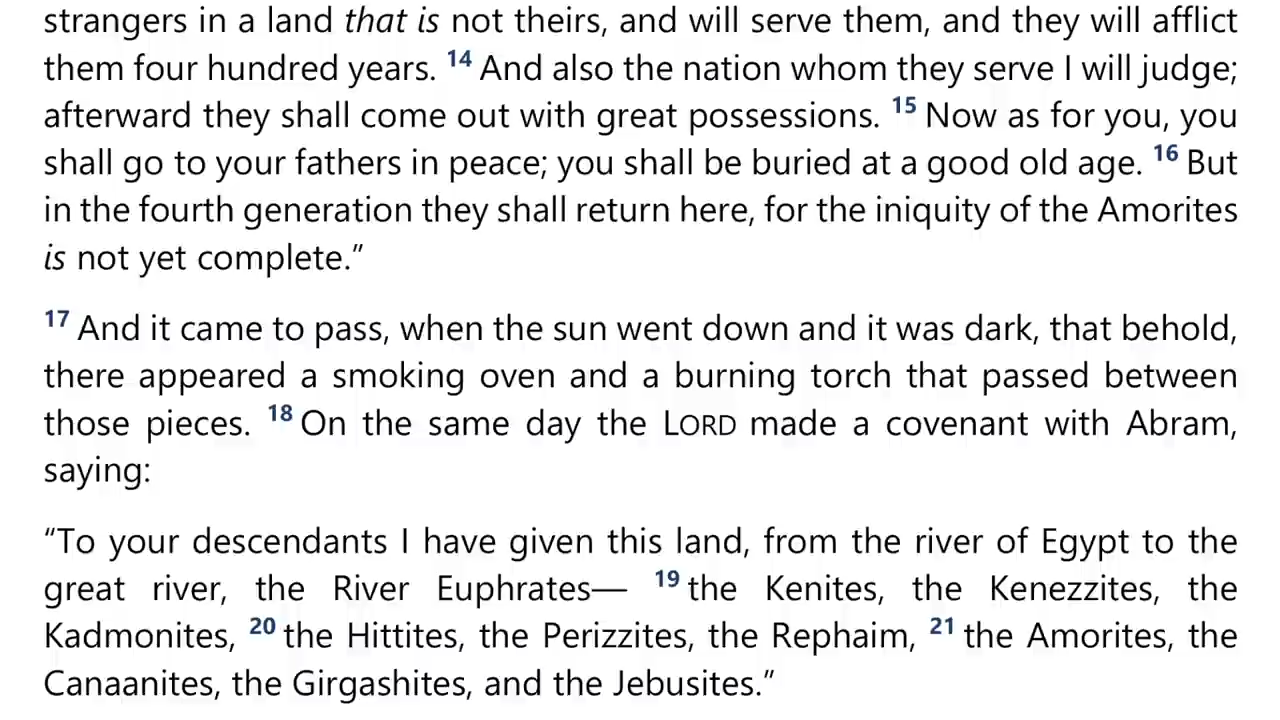 strangers in a land that is not theirs, and will serve them, and they will afflict
them four hundred years. 14 And also the nation whom they serve I will judge;
afterward they shall come out with great possessions. 15 Now as for you, you
shall go to your fathers in peace; you shall be buried at a good old age. 16 But
in the fourth generation they shall return here, for the iniquity of the Amorites
is not yet complete.”
17 And it came to pass, when the sun went down and it was dark, that behold,
there appeared a smoking oven and a burning torch that passed between
those pieces. 18 On the same day the LORD made a covenant with Abram,
saying:
“To your descendants I have given this land, from the river of Egypt to the
great river, the River Euphrates— 19 the Kenites, the Kenezzites, the
Kadmonites, 20 the Hittites, the Perizzites, the Rephaim, 21 the Amorites, the
Canaanites, the Girgashites, and the Jebusites.”